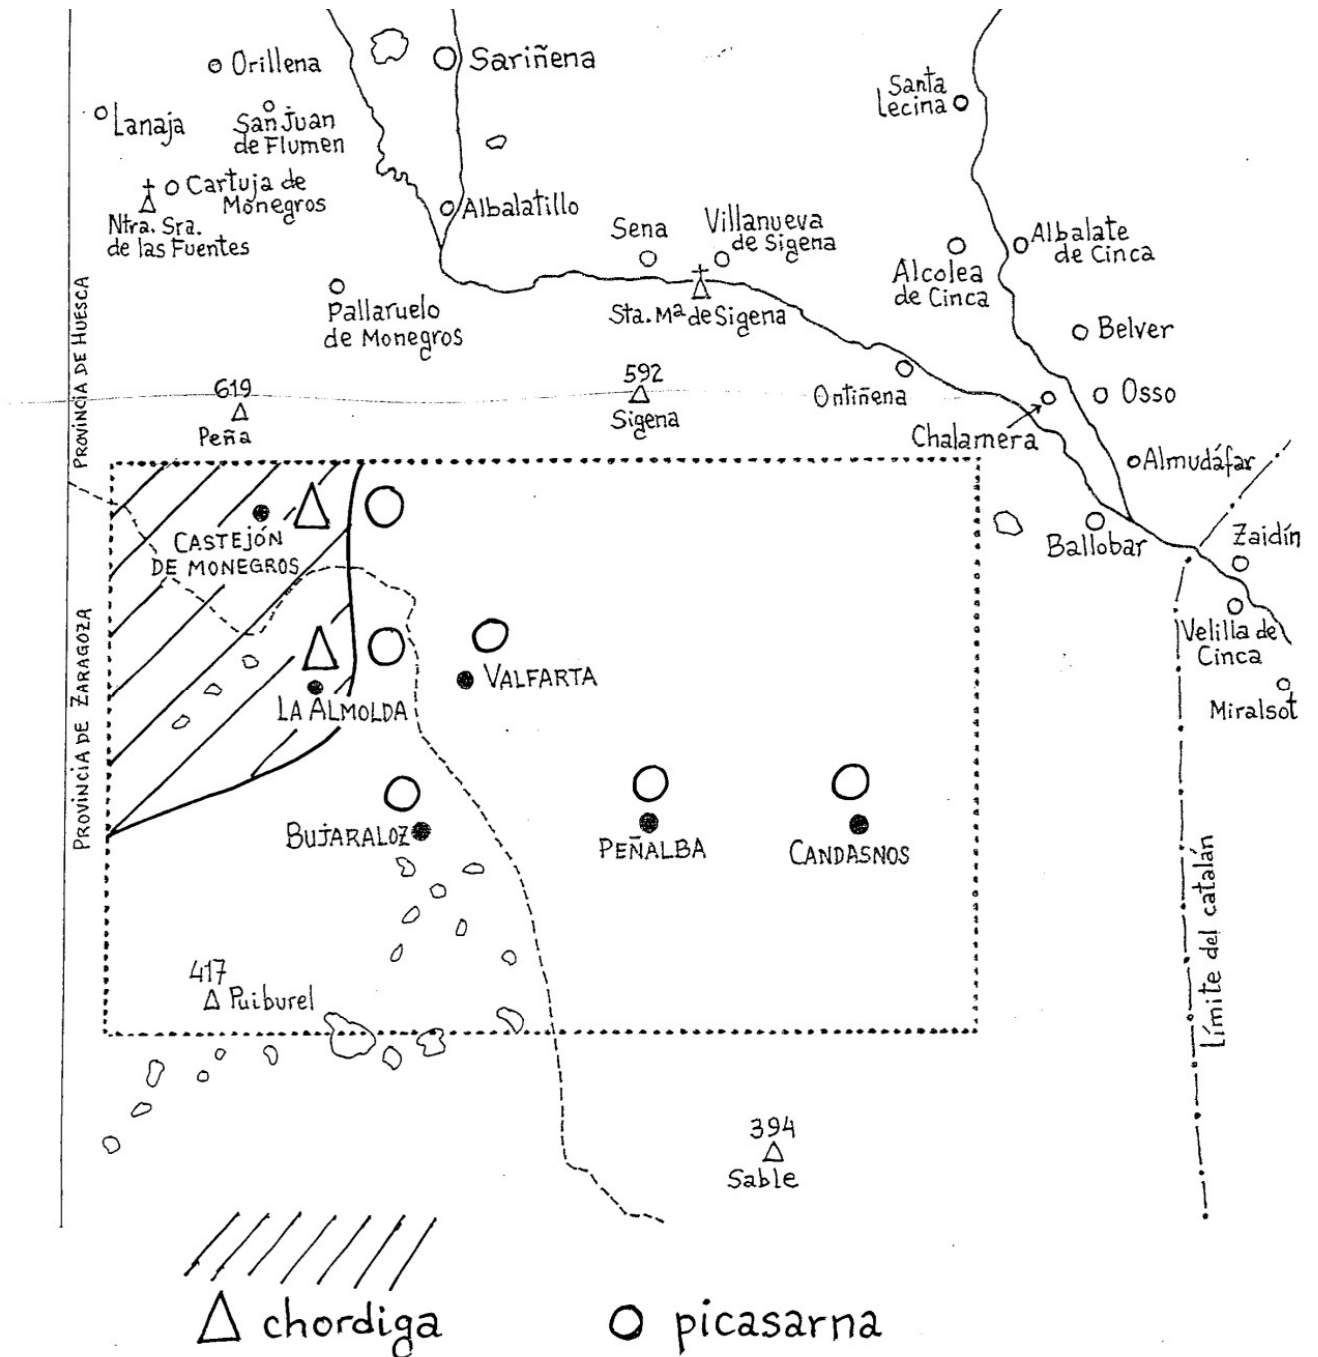 Orillena
Sariñena
Santa
Lecina
Lanaja
San Juan
de Flumen
Cartuja de
Monegros
Albalatillo
Ntra. Sra.
de las Fuentes
Sena
Villanueva
de Sigena
Albalate
de Cinca
Alcolea
de Cinca
Pallaruelo
de Monegros
Sta. Mª de Sigena
Belver
PROVINCIA DE HUESCA
619
Peña
592
Sigena
Ontiñena
Osso
Chalamera
Almudáfar
CASTEJÓN
DE MONEGROS
Ballobar
Zaidín
Velilla de
Cinca
Miralsot
PROVINCIA DE ZARAGOZA
VALFARTA
LA ALMOLDA
BUJARALOZ
PEÑALBA
CANDASNOS
Límite del catalán
417
Puiburel
394
Sable
chordiga
picasarna